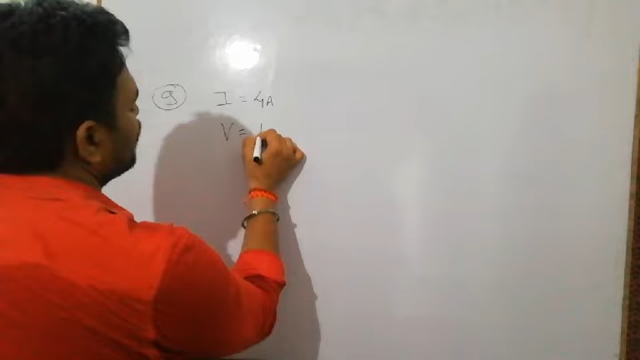 9 I = 4A
V =